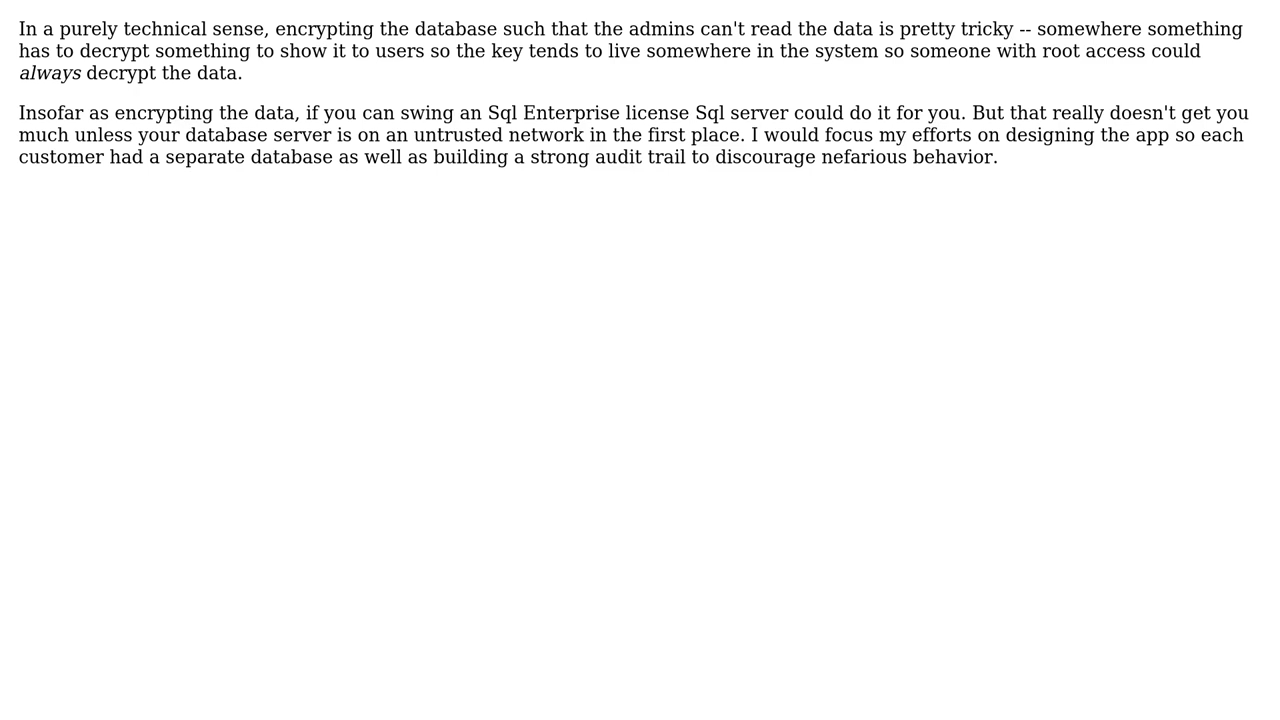 In a purely technical sense, encrypting the database such that the admins can't read the data is pretty tricky -- somewhere something
has to decrypt something to show it to users so the key tends to live somewhere in the system so someone with root access could
always decrypt the data.
Insofar as encrypting the data, if you can swing an Sql Enterprise license Sql server could do it for you. But that really doesn't get you
much unless your database server is on an untrusted network in the first place. I would focus my efforts on designing the app so each
customer had a separate database as well as building a strong audit trail to discourage nefarious behavior.